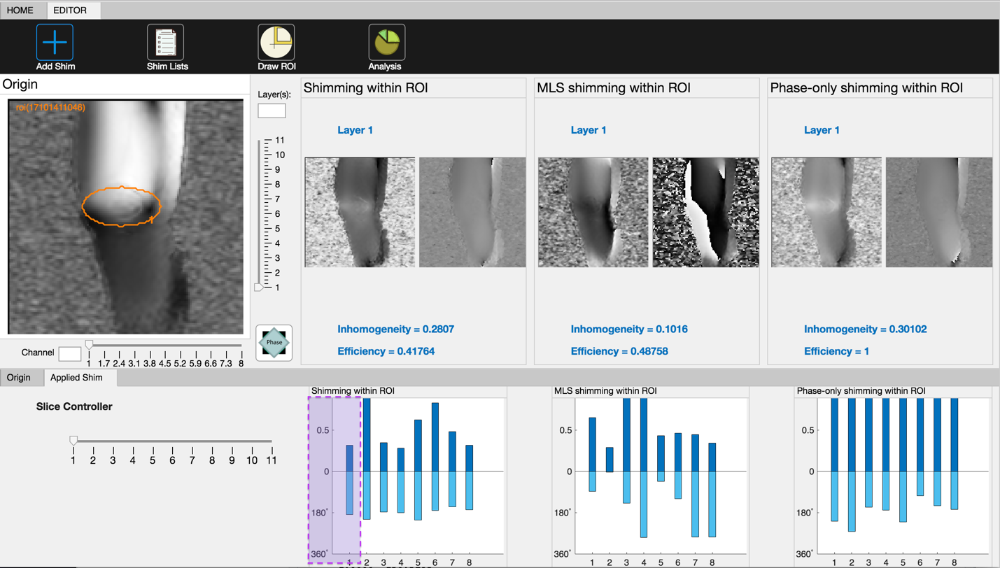 HOME EDITOR
Add Shim Shim Lists Draw ROI Analysis
Origin
roi(17101411046)
Layer(s):
11
10
9
8
7
6
5
4
3
2
1
Phase
Channel
1 1.7 2.4 3.1 3.8 4.5 5.2 5.9 6.6 7.3 8
Shimming within ROI
Layer 1
Inhomogeneity = 0.2807
Efficiency = 0.41764
MLS shimming within ROI
Layer 1
Inhomogeneity = 0.1016
Efficiency = 0.48758
Phase-only shimming within ROI
Layer 1
Inhomogeneity = 0.30102
Efficiency = 1
Origin Applied Shim
Slice Controller
1 2 3 4 5 6 7 8 9 10 11
Shimming within ROI
0.5
0
180°
360°
1 2 3 4 5 6 7 8
MLS shimming within ROI
0.5
0
180°
360°
1 2 3 4 5 6 7 8
Phase-only shimming within ROI
0.5
0
180°
360°
1 2 3 4 5 6 7 8